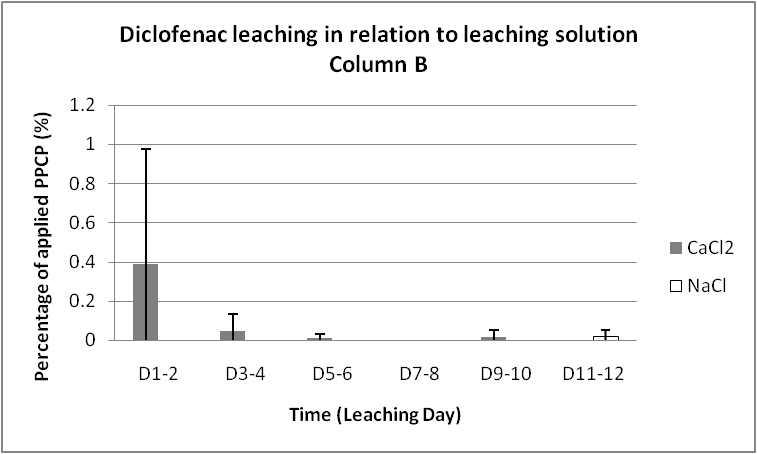 Diclofenac leaching in relation to leaching solution
Column B
Percentage of applied PPCP (%)
1.2
1
0.8
0.6
0.4
0.2
0
D1-2 D3-4 D5-6 D7-8 D9-10 D11-12
Time (Leaching Day)
CaCl2
NaCl